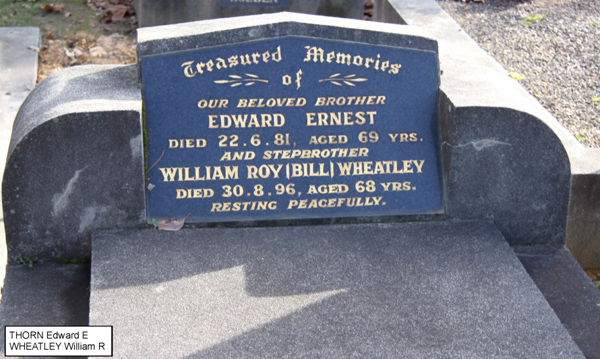 Treasured Memories
of
OUR BELOVED BROTHER
EDWARD ERNEST
DIED 22.6.81, AGED 69 YRS.
AND STEPBROTHER
WILLIAM ROY (BILL) WHEATLEY
DIED 30.8.96, AGED 68 YRS.
RESTING PEACEFULLY.
THORN Edward E
WHEATLEY William R